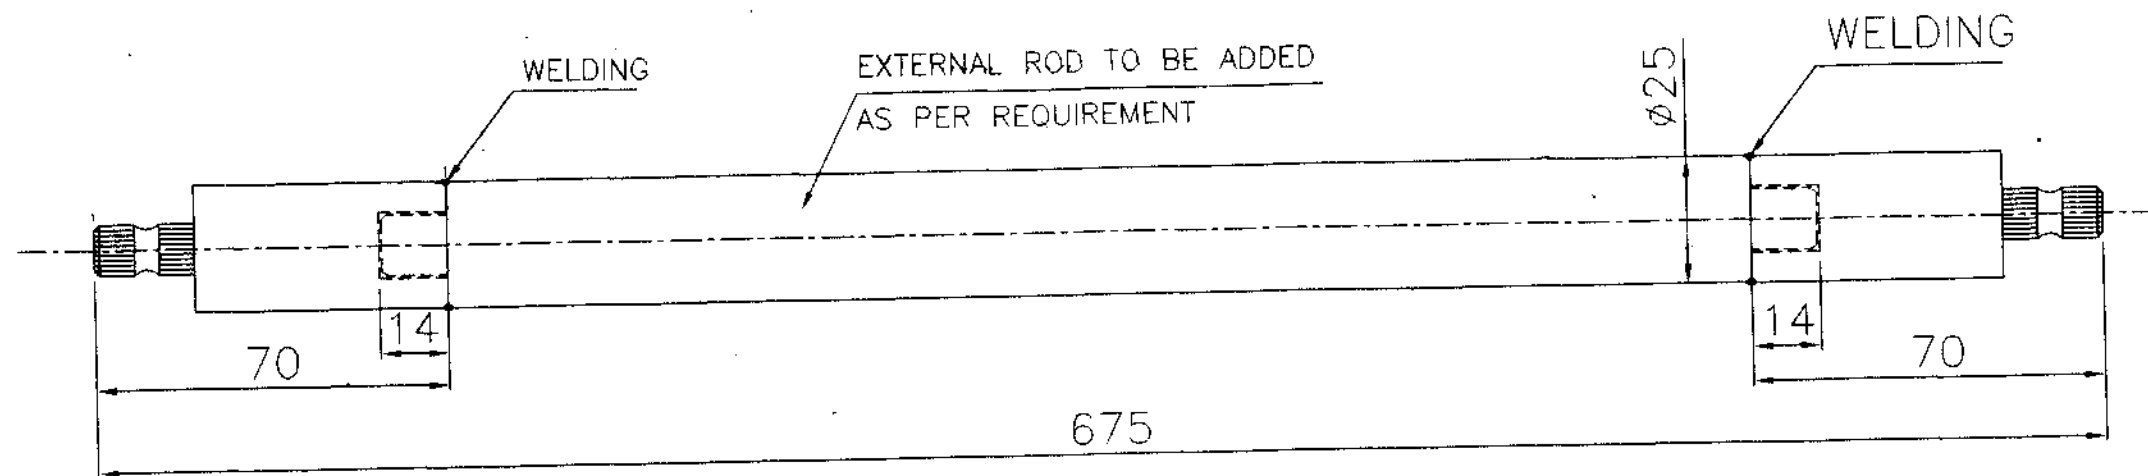 WELDING
EXTERNAL ROD TO BE ADDED
AS PER REQUIREMENT
ø25
WELDING
14
70
14
70
675